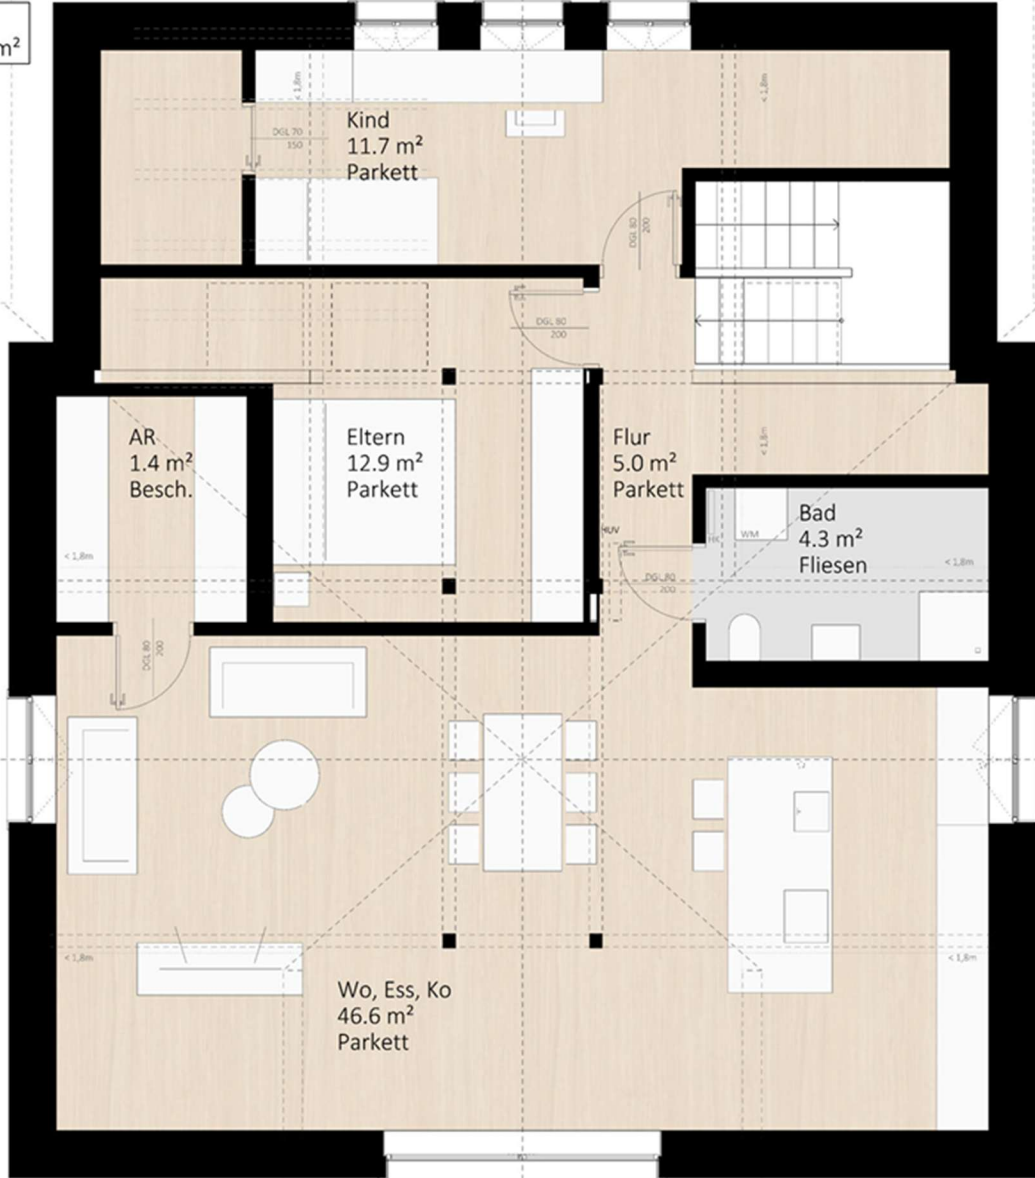 m²
< 1,8m
< 1,8m
Kind
11.7 m²
Parkett
DGL 70
150
DGL 80
200
DGL 80
200
AR
1.4 m²
Besch.
Eltern
12.9 m²
Parkett
Flur
5.0 m²
Parkett
< 1,8m
Bad
4.3 m²
Fliesen
HK
WM
< 1,8m
< 1,8m
DGL 80
200
DGL 80
200
< 1,8m
< 1,8m
Wo, Ess, Ko
46.6 m²
Parkett